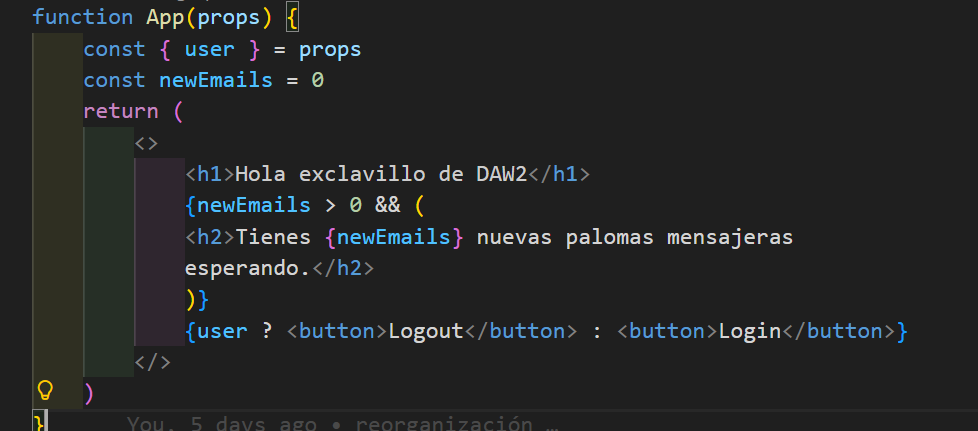 function App(props) {
const { user } = props
const newEmails = 0
return (
<>
<h1>Hola exclavillo de DAW2</h1>
{newEmails > 0 && (
<h2>Tienes {newEmails} nuevas palomas mensajeras
esperando.</h2>
)}
{user ? <button>Logout</button> : <button>Login</button>}
</>
)
} You, 5 days ago • reorganización …